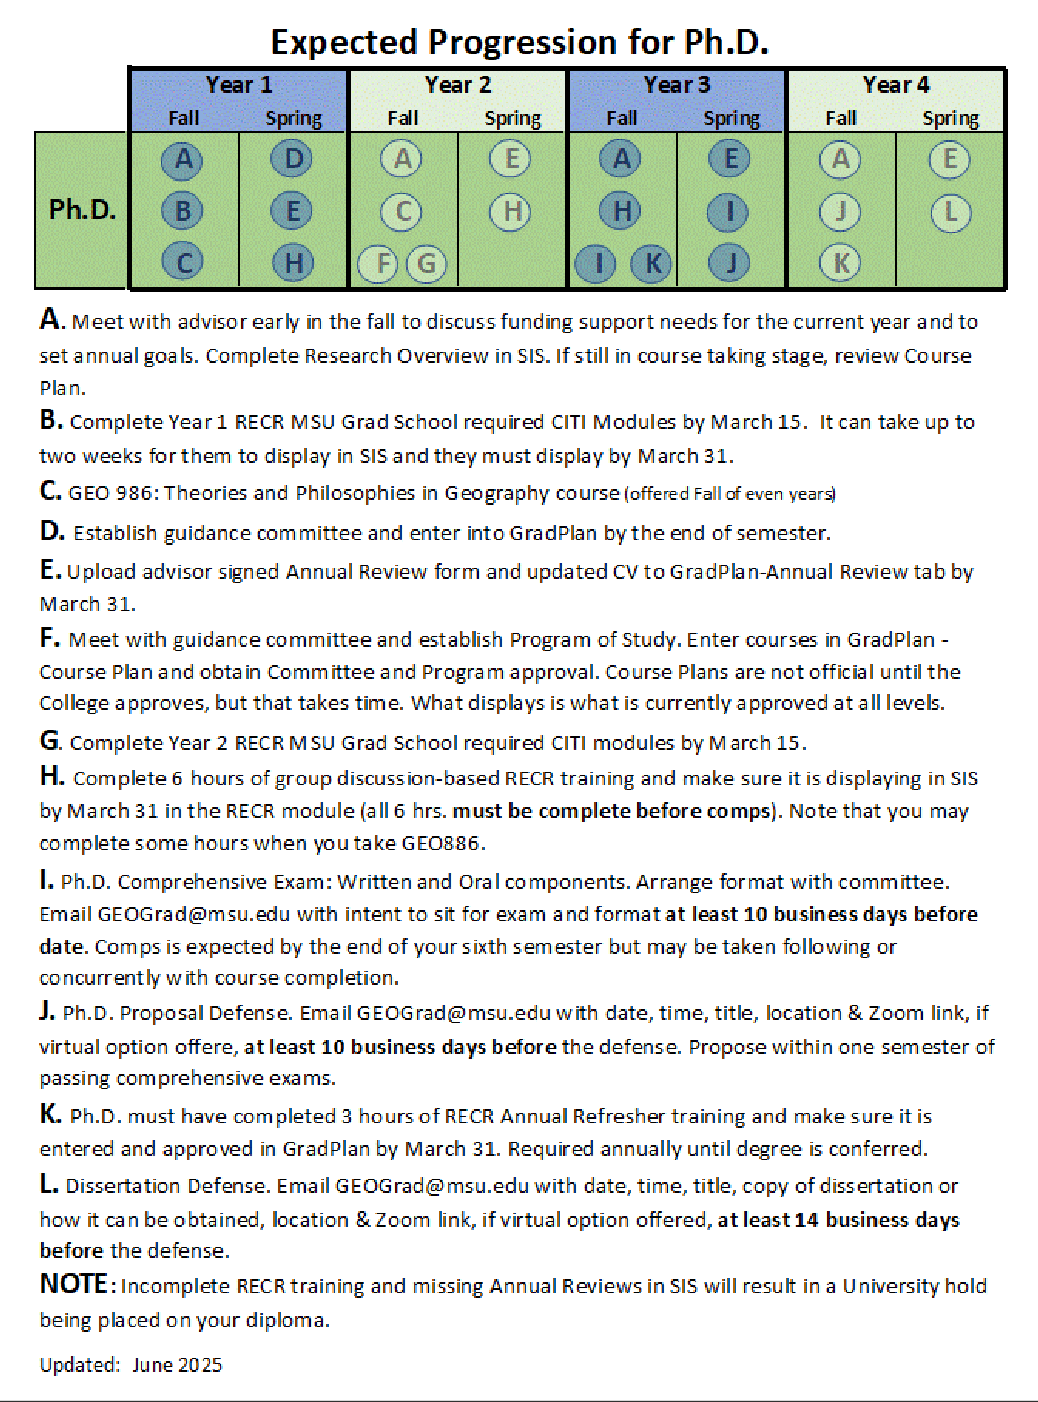 Expected Progression for Ph.D.
Year 1 Year 2 Year 3 Year 4
Fall Spring Fall Spring Fall Spring Fall Spring
A D A E A E A E
Ph.D. B E C H H I J L
C H F G I K J K
A. Meet with advisor early in the fall to discuss funding support needs for the current year and to
set annual goals. Complete Research Overview in SIS. If still in course taking stage, review Course
Plan.
B. Complete Year 1 RECR MSU Grad School required CITI Modules by March 15. It can take up to
two weeks for them to display in SIS and they must display by March 31.
C. GEO 986: Theories and Philosophies in Geography course (offered Fall of even years)
D. Establish guidance committee and enter into GradPlan by the end of semester.
E. Upload advisor signed Annual Review form and updated CV to GradPlan-Annual Review tab by
March 31.
F. Meet with guidance committee and establish Program of Study. Enter courses in GradPlan -
Course Plan and obtain Committee and Program approval. Course Plans are not official until the
College approves, but that takes time. What displays is what is currently approved at all levels.
G. Complete Year 2 RECR MSU Grad School required CITI modules by March 15.
H. Complete 6 hours of group discussion-based RECR training and make sure it is displaying in SIS
by March 31 in the RECR module (all 6 hrs. must be complete before comps). Note that you may
complete some hours when you take GEO886.
I. Ph.D. Comprehensive Exam: Written and Oral components. Arrange format with committee.
Email GEOGrad@msu.edu with intent to sit for exam and format at least 10 business days before
date. Comps is expected by the end of your sixth semester but may be taken following or
concurrently with course completion.
J. Ph.D. Proposal Defense. Email GEOGrad@msu.edu with date, time, title, location & Zoom link, if
virtual option offere, at least 10 business days before the defense. Propose within one semester of
passing comprehensive exams.
K. Ph.D. must have completed 3 hours of RECR Annual Refresher training and make sure it is
entered and approved in GradPlan by March 31. Required annually until degree is conferred.
L. Dissertation Defense. Email GEOGrad@msu.edu with date, time, title, copy of dissertation or
how it can be obtained, location & Zoom link, if virtual option offered, at least 14 business days
before the defense.
NOTE: Incomplete RECR training and missing Annual Reviews in SIS will result in a University hold
being placed on your diploma.
Updated: June 2025